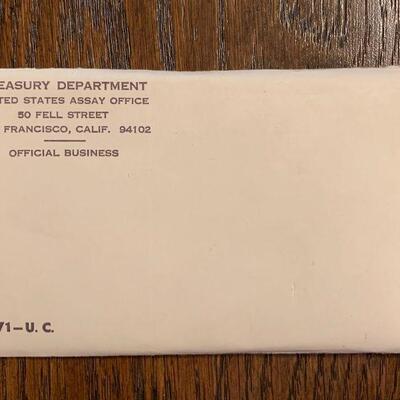 EASURY DEPARTMENT
TED STATES ASSAY OFFICE
50 FELL STREET
FRANCISCO, CALIF. 94102
OFFICIAL BUSINESS
71-U. C.